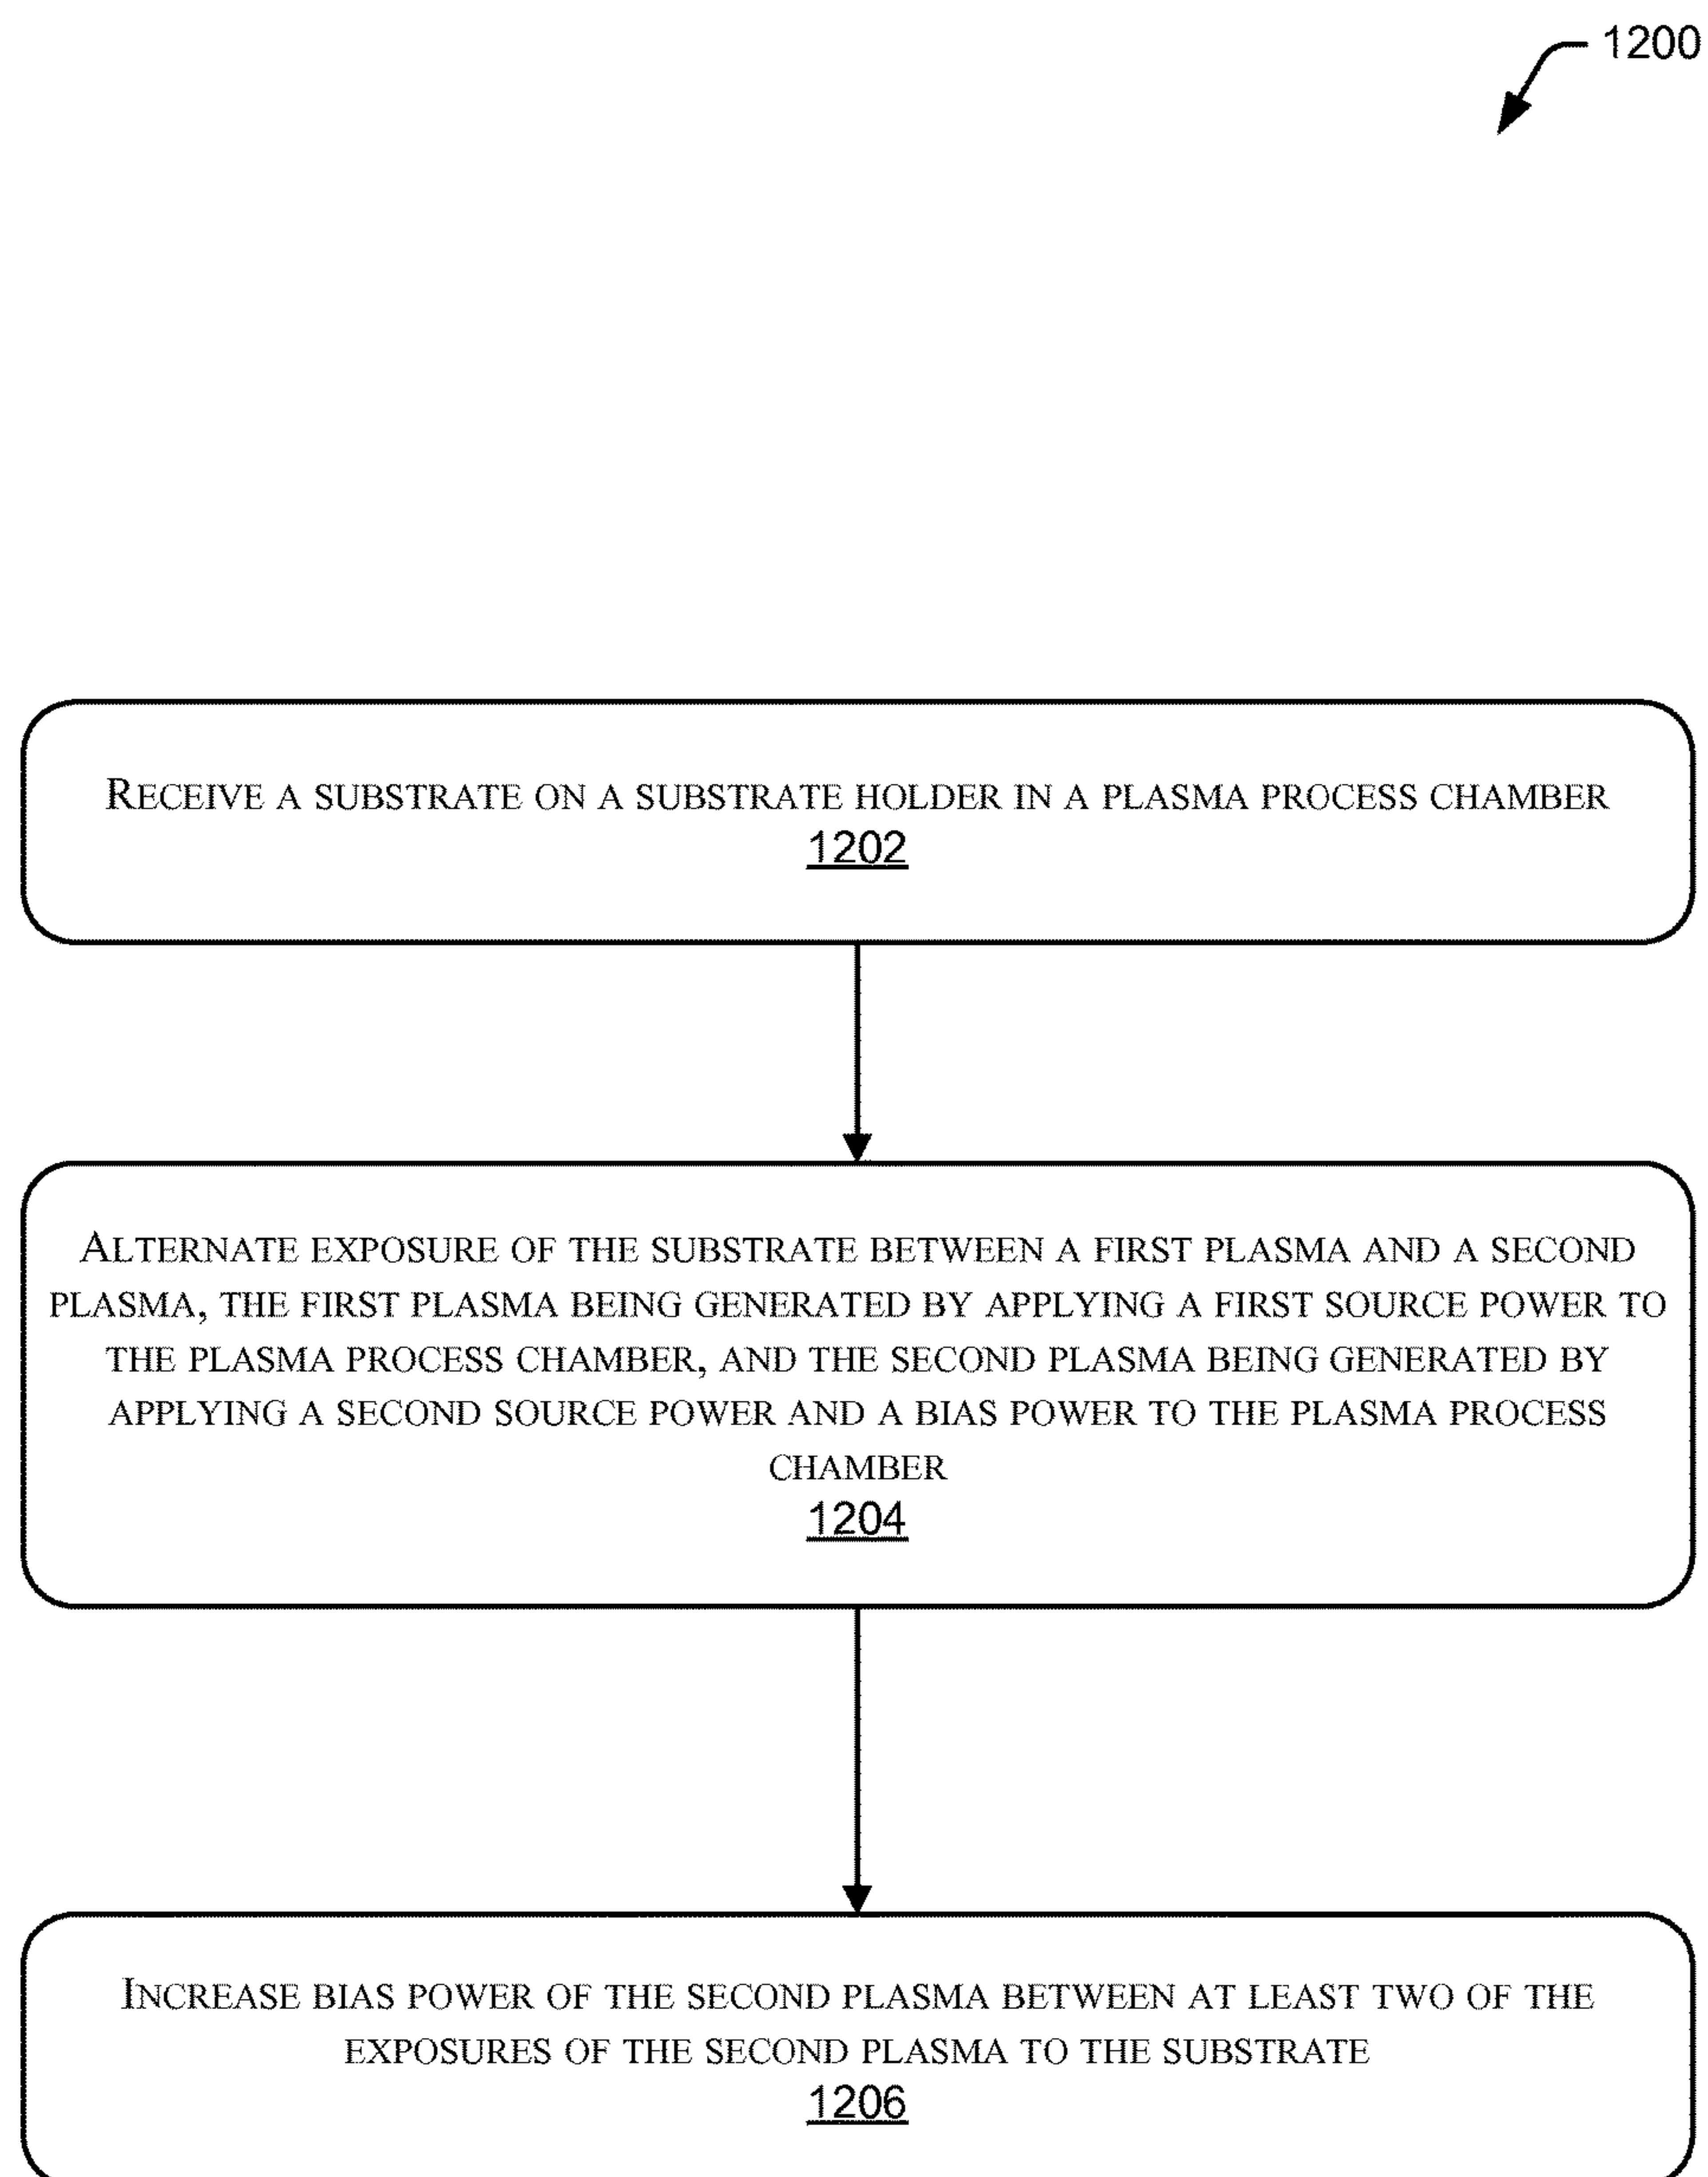 1200
RECEIVE A SUBSTRATE ON A SUBSTRATE HOLDER IN A PLASMA PROCESS CHAMBER
1202
ALTERNATE EXPOSURE OF THE SUBSTRATE BETWEEN A FIRST PLASMA AND A SECOND
PLASMA, THE FIRST PLASMA BEING GENERATED BY APPLYING A FIRST SOURCE POWER TO
THE PLASMA PROCESS CHAMBER, AND THE SECOND PLASMA BEING GENERATED BY
APPLYING A SECOND SOURCE POWER AND A BIAS POWER TO THE PLASMA PROCESS
CHAMBER
1204
INCREASE BIAS POWER OF THE SECOND PLASMA BETWEEN AT LEAST TWO OF THE
EXPOSURES OF THE SECOND PLASMA TO THE SUBSTRATE
1206